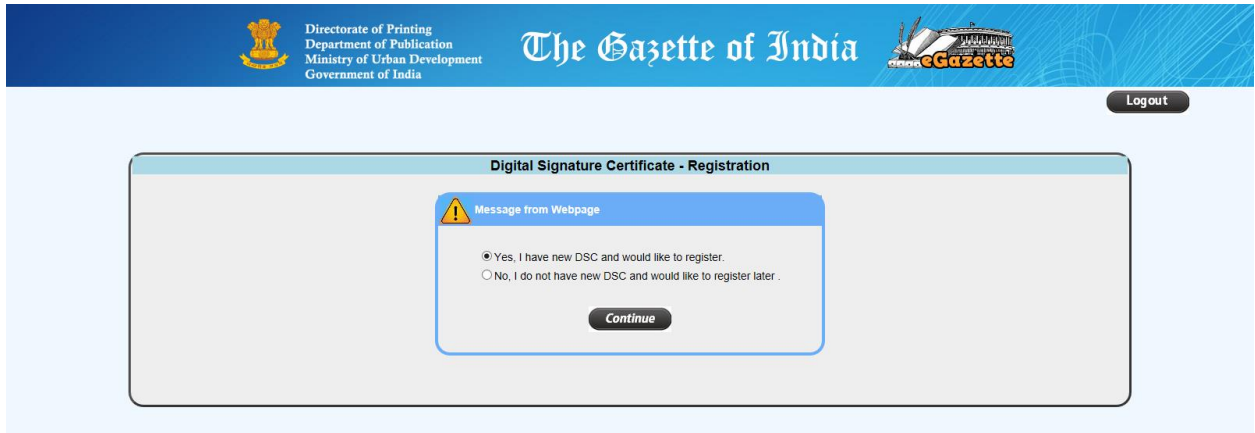 Directorate of Printing
Department of Publication
Ministry of Urban Development
Government of India
The Gazette of India
eGazette
Logout
Digital Signature Certificate - Registration
Message from Webpage
Yes, I have new DSC and would like to register.
No, I do not have new DSC and would like to register later .
Continue